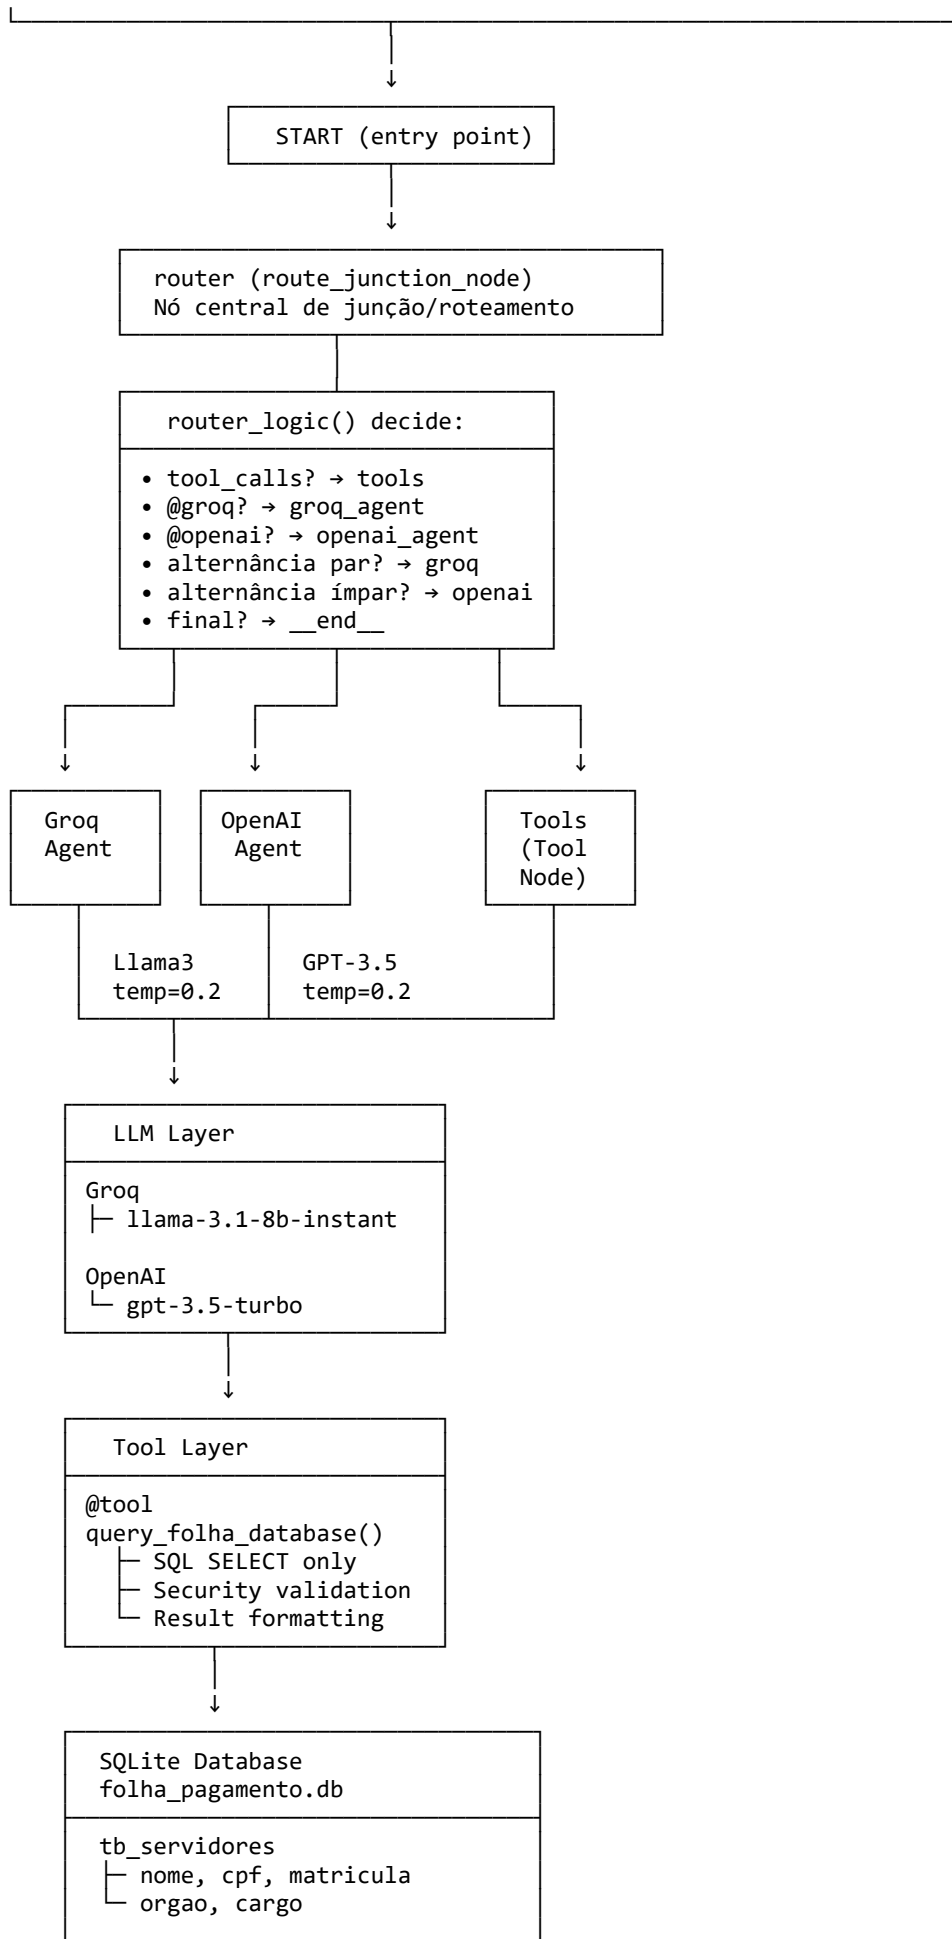 START (entry point)
router (route_junction_node)
Nó central de junção/roteamento
router_logic() decide:
• tool_calls? → tools
• @groq? → groq_agent
• @openai? → openai_agent
• alternância par? → groq
• alternância ímpar? → openai
• final? → __end__
Groq
Agent
OpenAI
Agent
Tools
(Tool
Node)
Llama3
temp=0.2
GPT-3.5
temp=0.2
LLM Layer
Groq
├─ llama-3.1-8b-instant
OpenAI
└─ gpt-3.5-turbo
Tool Layer
@tool
query_folha_database()
├─ SQL SELECT only
├─ Security validation
└─ Result formatting
SQLite Database
folha_pagamento.db
tb_servidores
├─ nome, cpf, matricula
└─ orgao, cargo